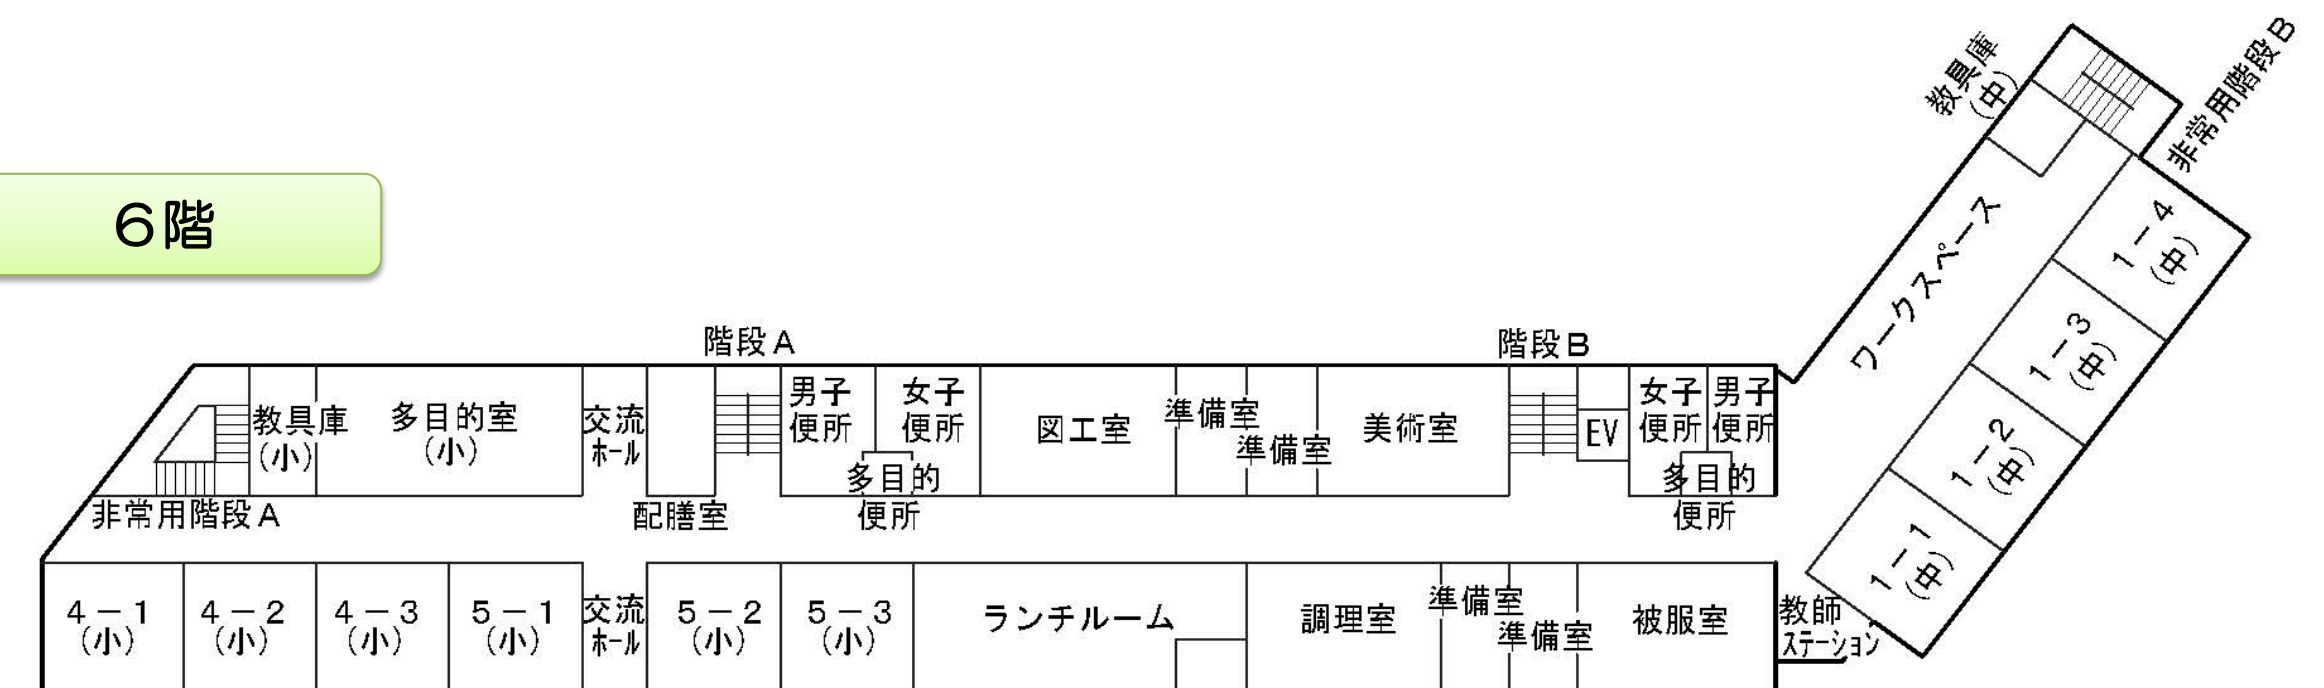 6階
教具庫
(中)
非常用階段B
ワークスペース
1-4
(中)
1-3
(中)
1-2
(中)
1-1
(中)
階段A
階段B
教具庫
(小)
多目的室
(小)
交流
ホール
男子
便所
女子
便所
多目的
便所
図工室
準備室
準備室
美術室
EV
女子
便所
男子
便所
多目的
便所
非常用階段A
配膳室
4-1
(小)
4-2
(小)
4-3
(小)
5-1
(小)
交流
ホール
5-2
(小)
5-3
(小)
ランチルーム
調理室
準備室
準備室
被服室
教師
ステーション